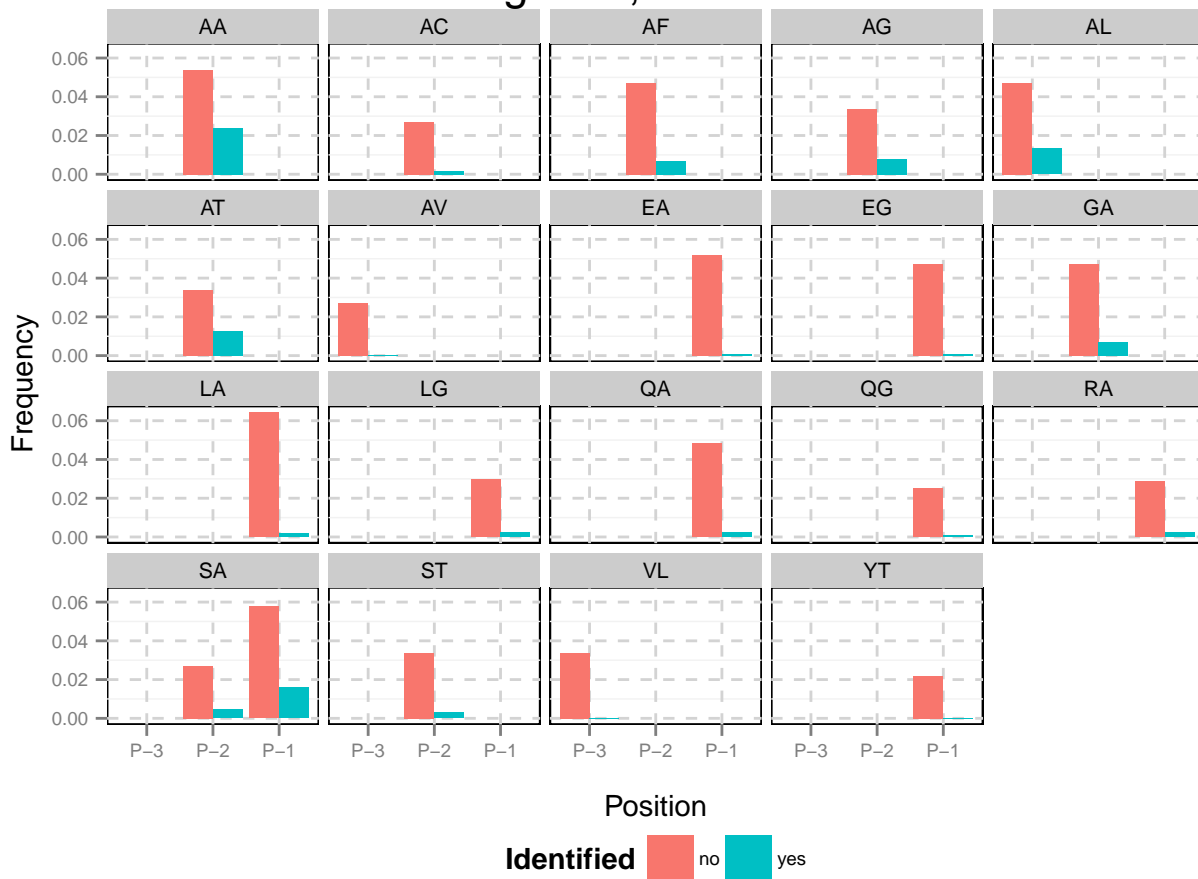 AA AC AF AG AL
0.06
0.04
0.02
0.00
AT AV EA EG GA
0.06
0.04
0.02
0.00
LA LG QA QG RA
0.06
0.04
0.02
0.00
SA ST VL YT
0.06
0.04
0.02
0.00
P−3 P−2 P−1 P−3 P−2 P−1 P−3 P−2 P−1 P−3 P−2 P−1
Frequency
Position
Identified no yes